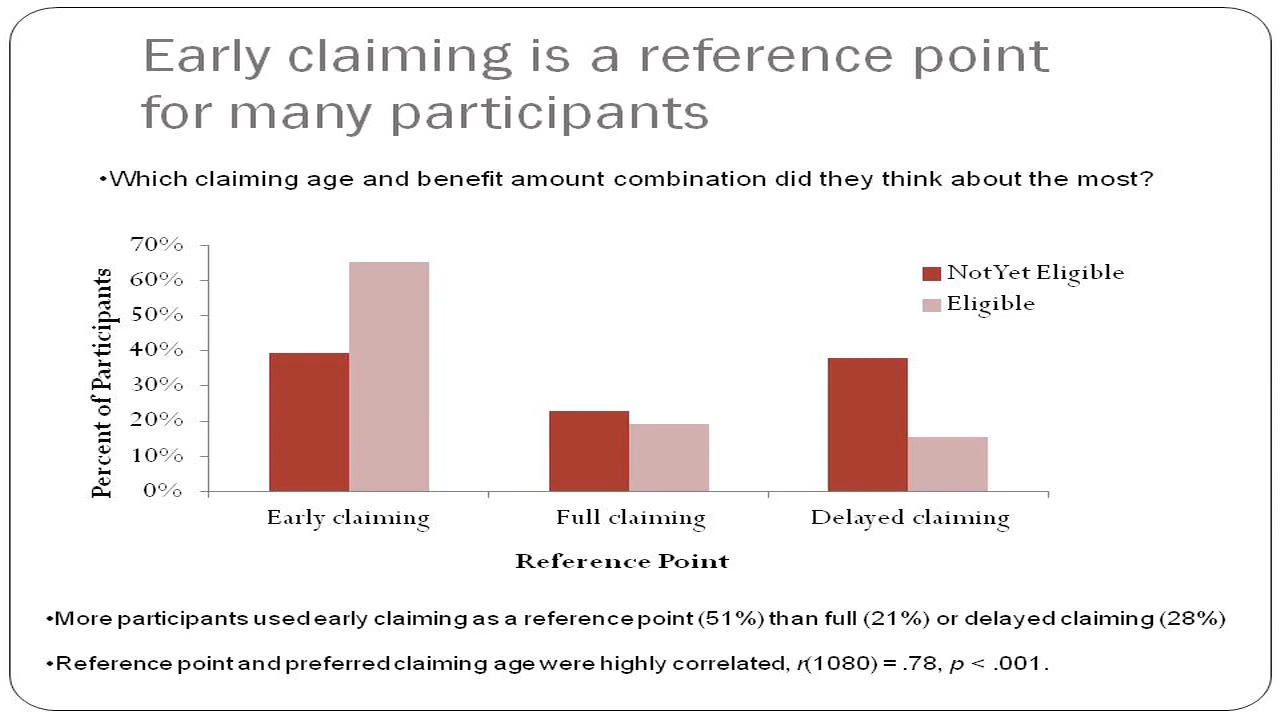 Early claiming is a reference point
for many participants
•Which claiming age and benefit amount combination did they think about the most?
70%
60%
50%
40%
30%
20%
10%
0%
Percent of Participants
Not Yet Eligible
Eligible
Early claiming
Full claiming
Delayed claiming
Reference Point
•More participants used early claiming as a reference point (51%) than full (21%) or delayed claiming (28%)
•Reference point and preferred claiming age were highly correlated, r(1080) = .78, p < .001.